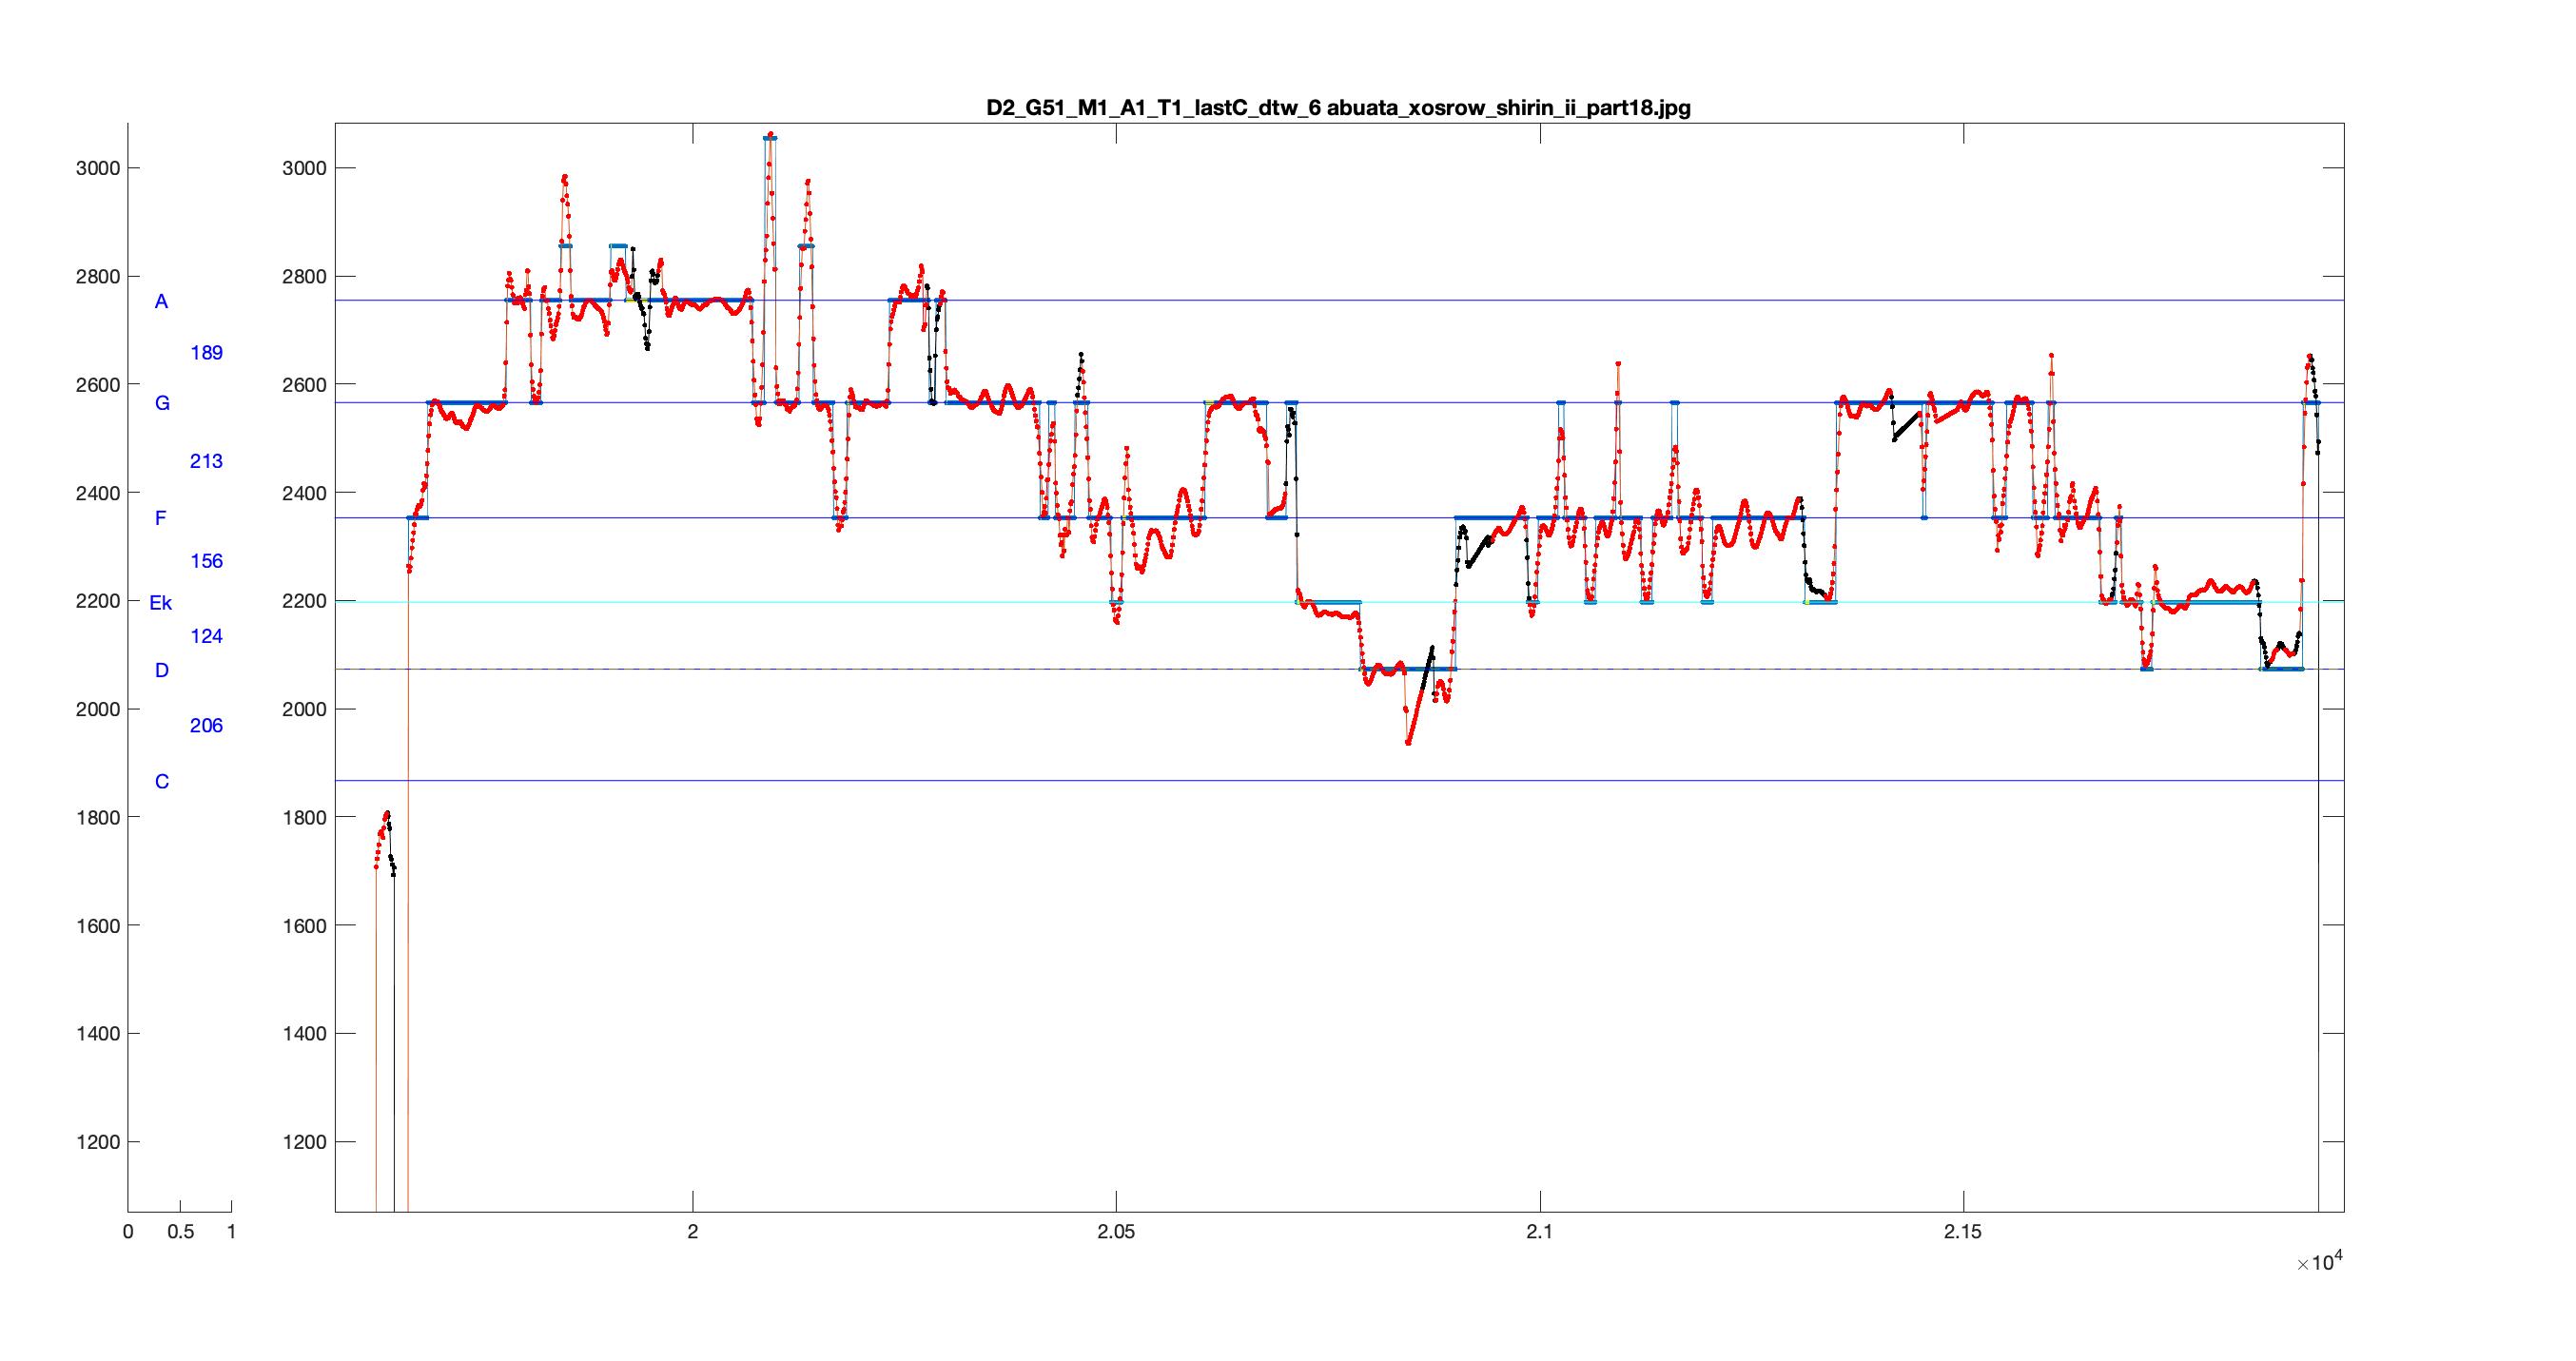 D2_G51_M1_A1_T1_lastC_dtw_6 abuata_xosrow_shirin_ii_part18.jpg
3000 3000
2800 2800
A
189
2600 2600
G
213
2400 2400
F
156
2200 2200
Ek
124
D
2000 2000
206
C
1800 1800
1600 1600
1400 1400
1200 1200
0 0.5 1 2 2.05 2.1 2.15
×10^4